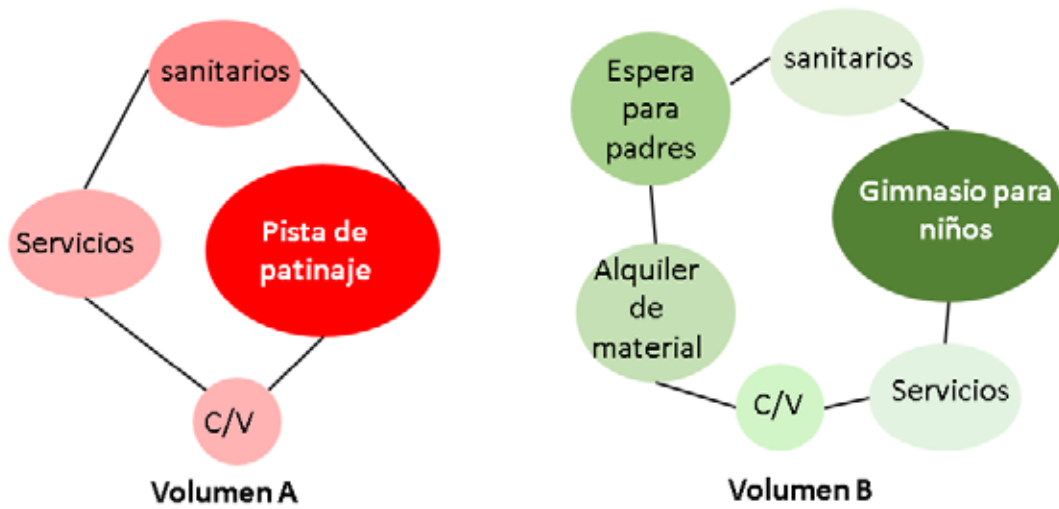 sanitarios
Servicios
Pista de
patinaje
C/V
Volumen A
Espera
para
padres
sanitarios
Gimnasio para
niños
Alquiler
de
material
C/V
Servicios
Volumen B